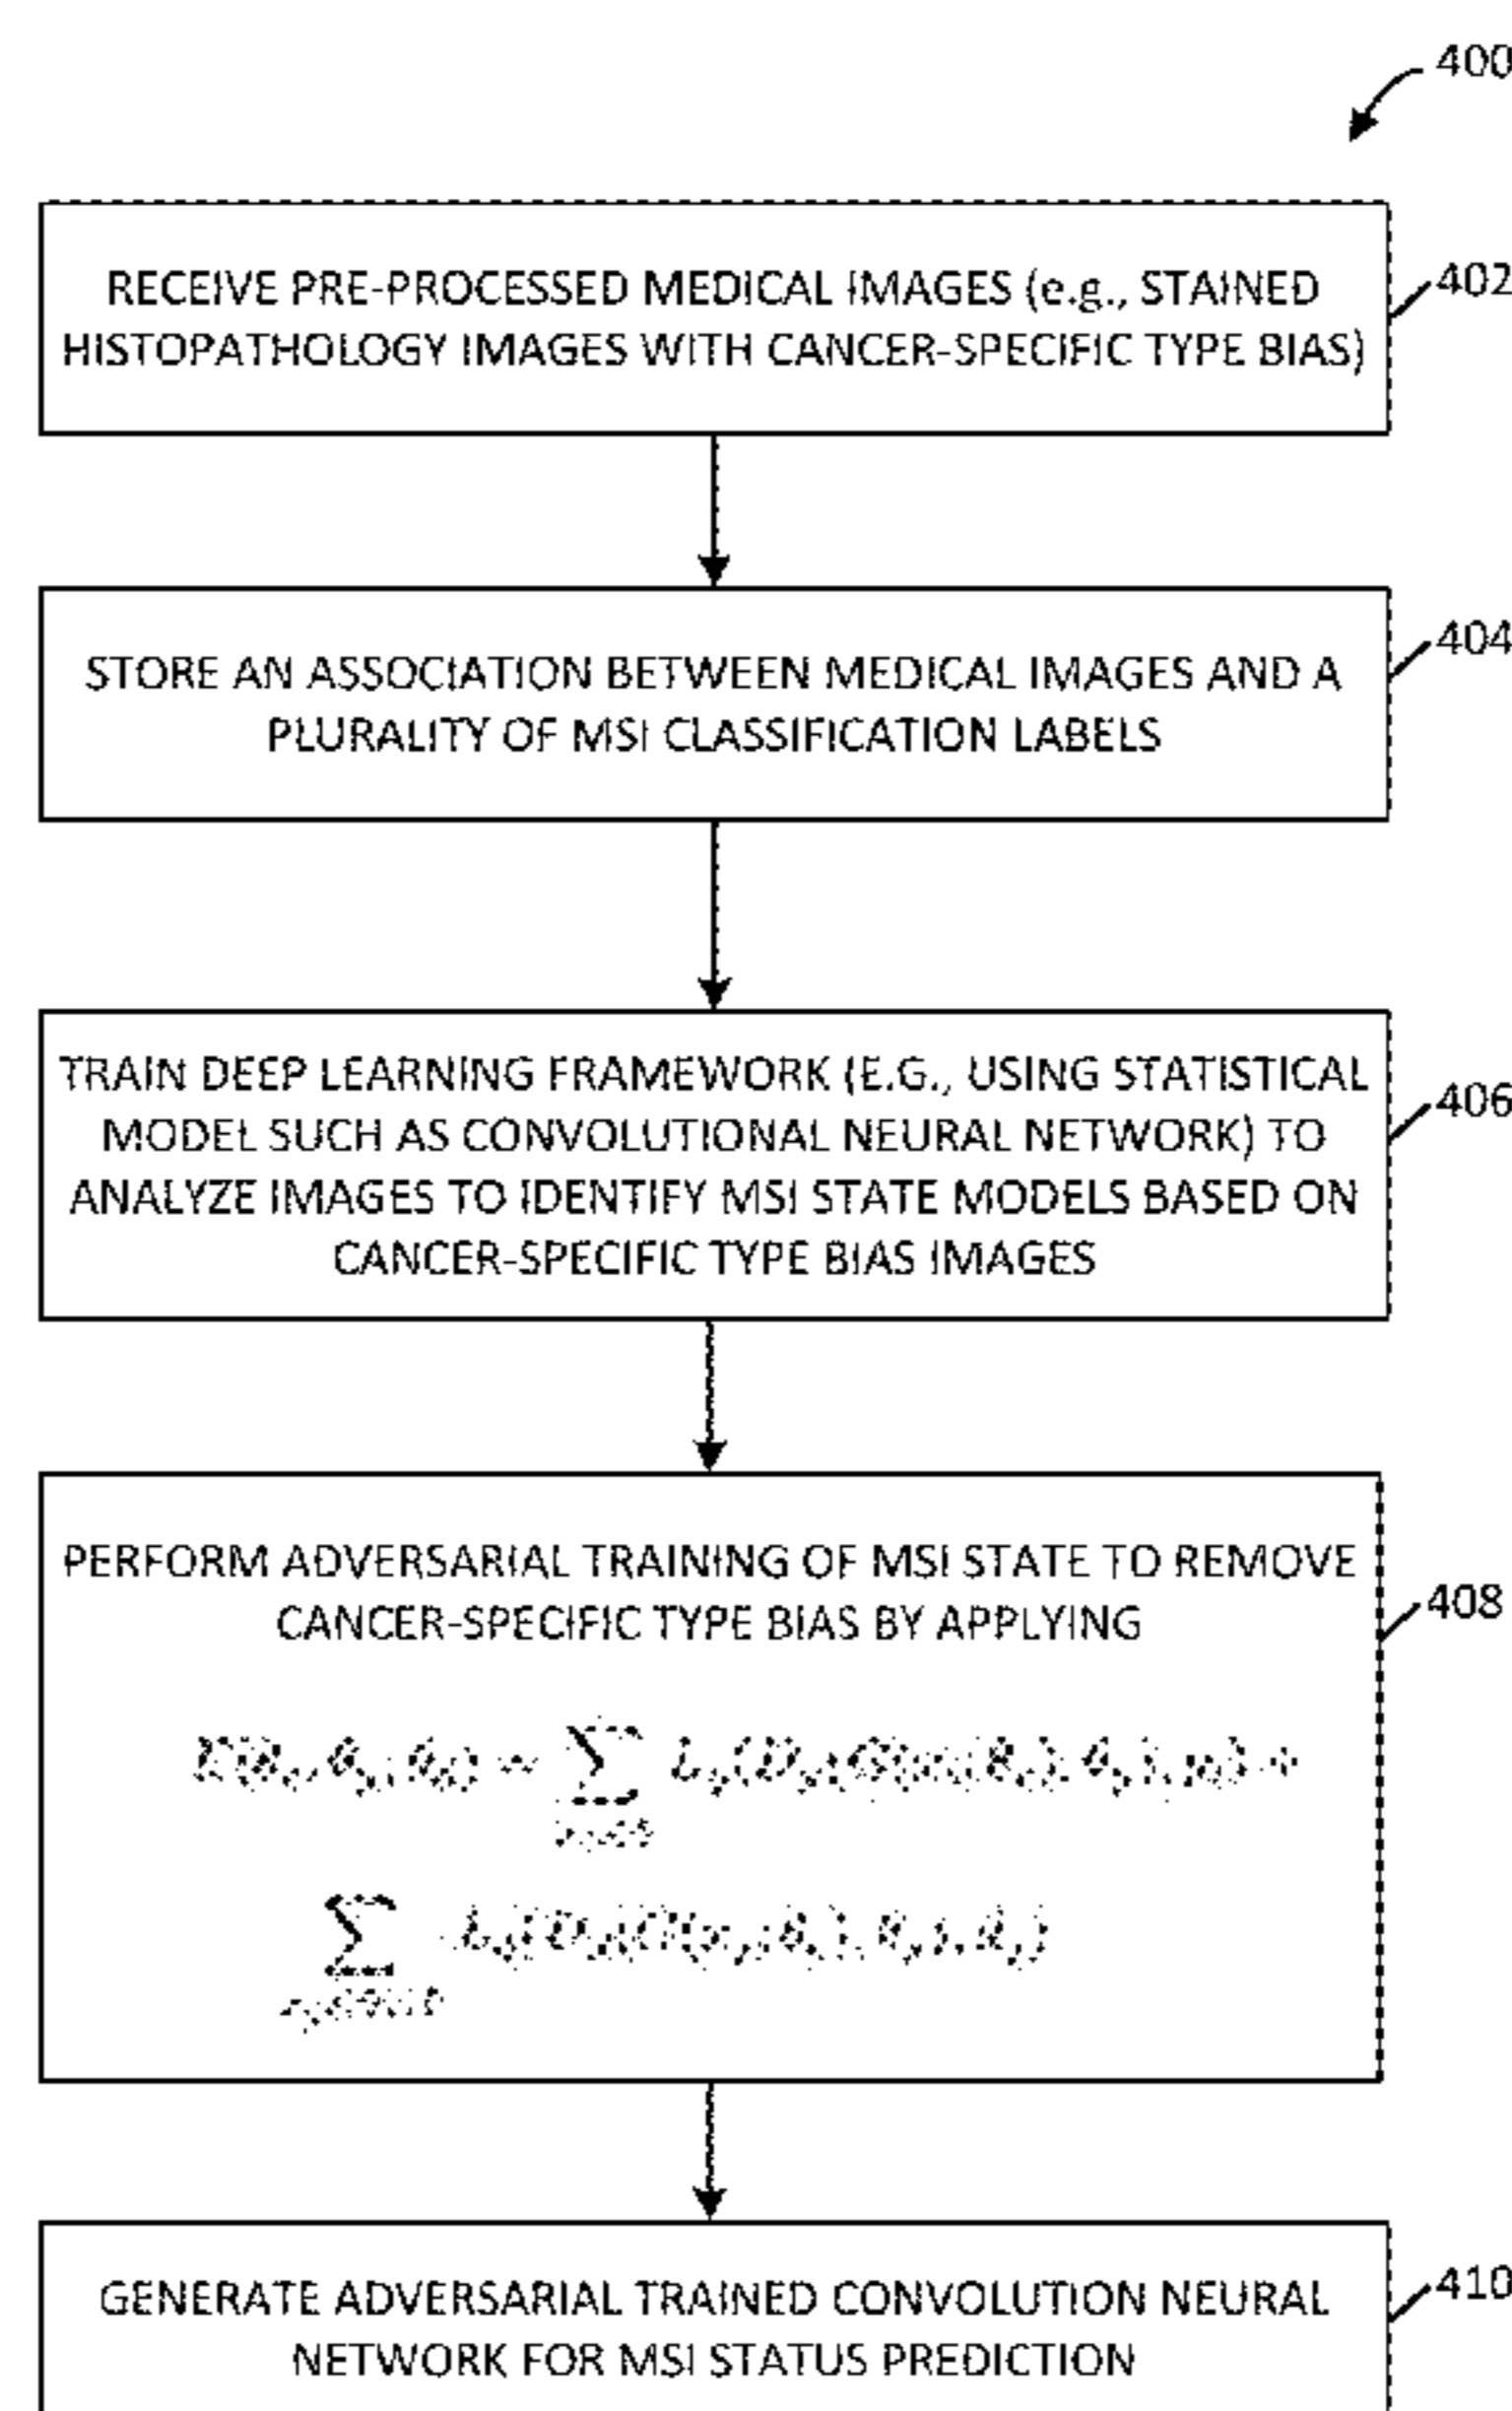 400
RECEIVE PRE-PROCESSED MEDICAL IMAGES (e.g., STAINED
HISTOPATHOLOGY IMAGES WITH CANCER-SPECIFIC TYPE BIAS)
402
STORE AN ASSOCIATION BETWEEN MEDICAL IMAGES AND A
PLURALITY OF MSI CLASSIFICATION LABELS
404
TRAIN DEEP LEARNING FRAMEWORK (E.G., USING STATISTICAL
MODEL SUCH AS CONVOLUTIONAL NEURAL NETWORK) TO
ANALYZE IMAGES TO IDENTIFY MSI STATE MODELS BASED ON
CANCER-SPECIFIC TYPE BIAS IMAGES
406
PERFORM ADVERSARIAL TRAINING OF MSI STATE TO REMOVE
CANCER-SPECIFIC TYPE BIAS BY APPLYING
408
∑
∑
GENERATE ADVERSARIAL TRAINED CONVOLUTION NEURAL
NETWORK FOR MSI STATUS PREDICTION
410